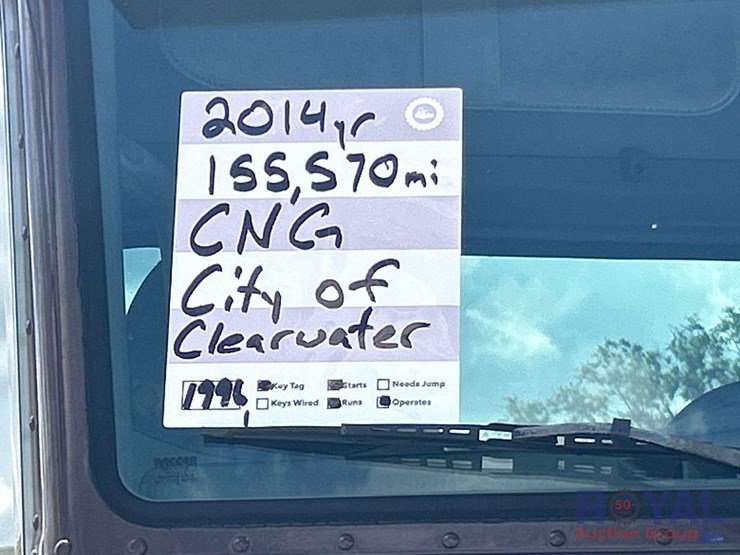 2014yr
155,570mi
CNG
City of
Clearwater
1996 Key Tag Starts Needs Jump
Keys Wired Runs Operates
ROYAL
50
Auction Group